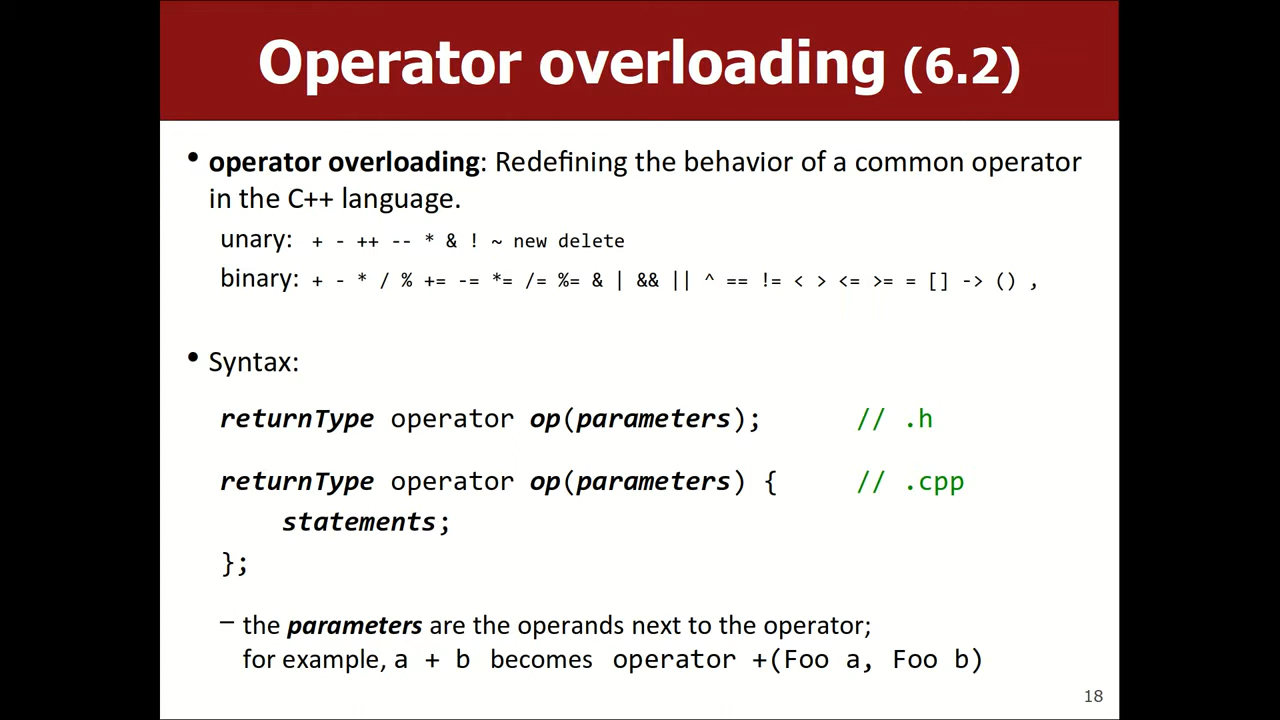 Operator overloading (6.2)
• operator overloading: Redefining the behavior of a common operator
in the C++ language.
unary: + - ++ -- * & ! ~ new delete
binary: + - * / % += -= *= /= %= & | && || ^ == != < > <= >= = [] -> () ,
• Syntax:
returnType operator op(parameters); // .h
returnType operator op(parameters) { // .cpp
statements;
};
– the parameters are the operands next to the operator;
for example, a + b becomes operator +(Foo a, Foo b)
18